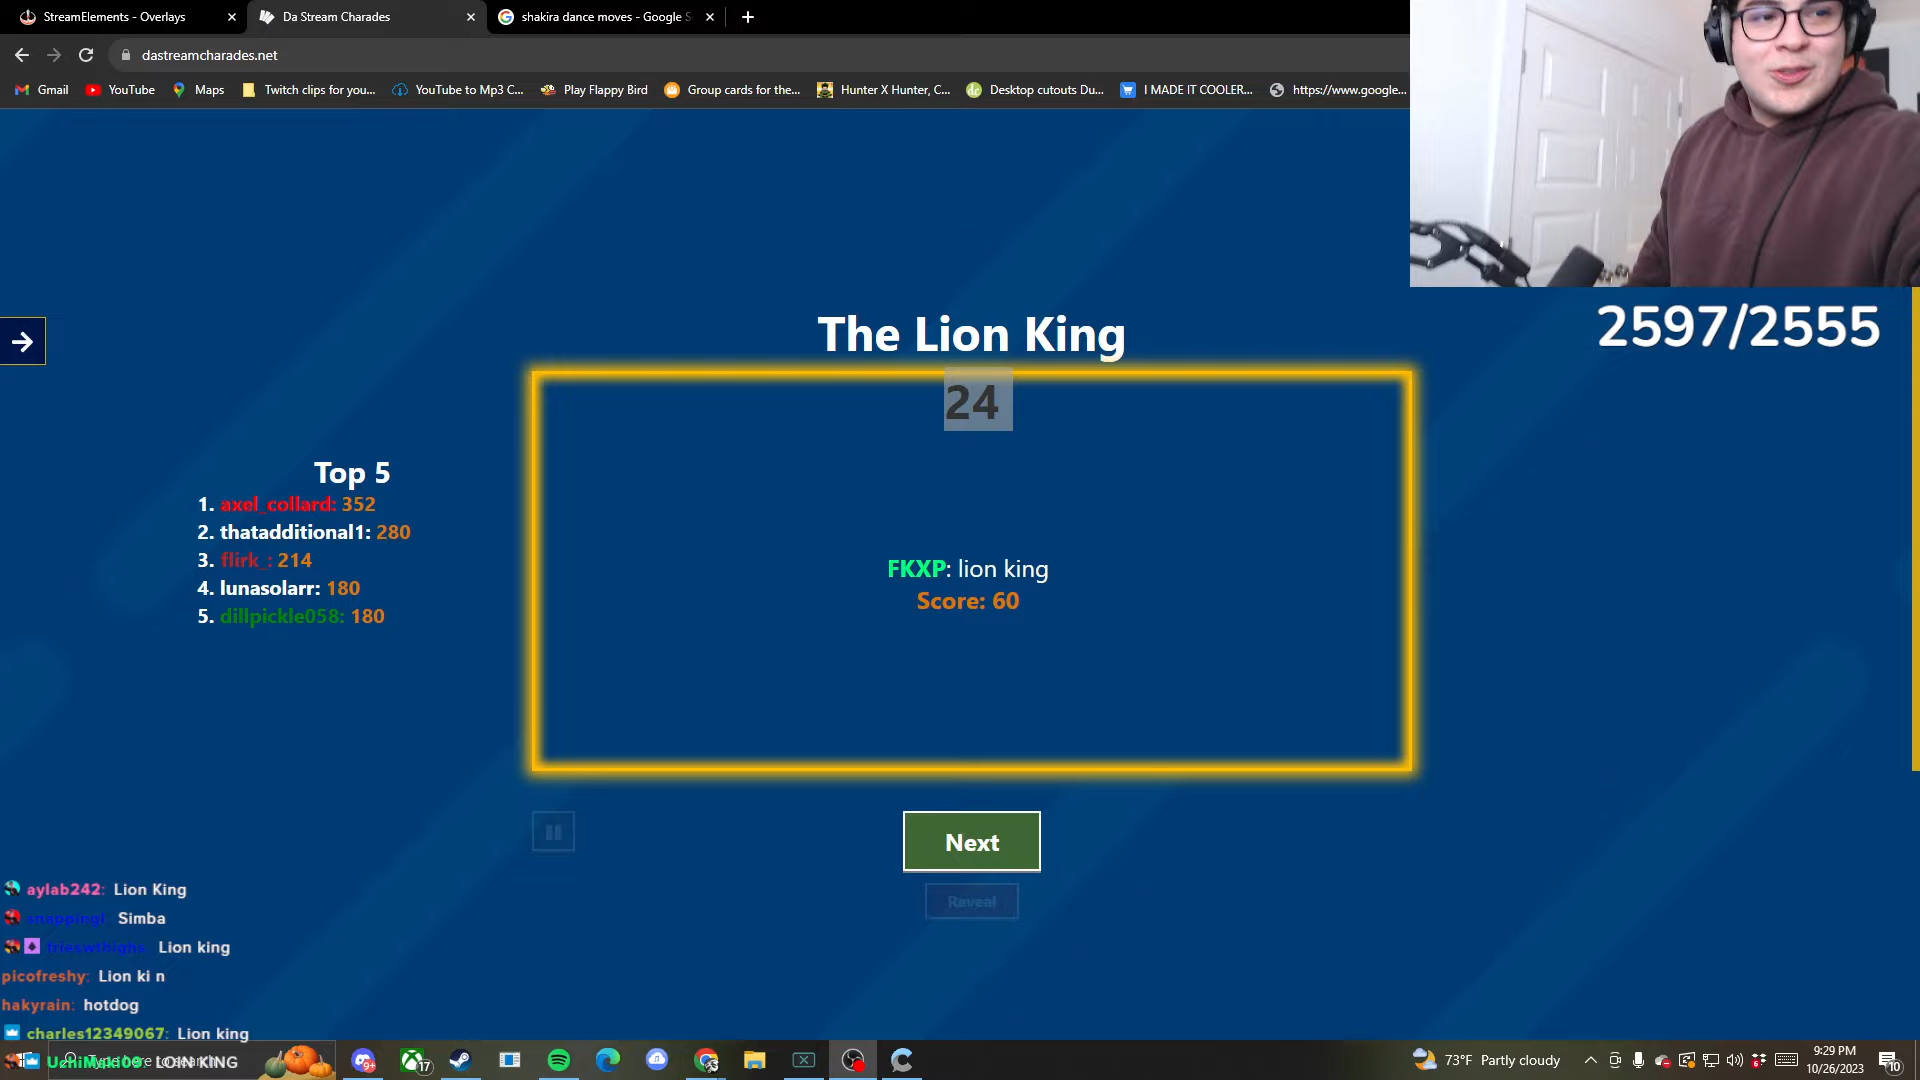 StreamElements - Overlays
Da Stream Charades
shakira dance moves - Google S
dastreamcharades.net
Gmail
YouTube
Maps
Twitch clips for you...
YouTube to Mp3 C...
Play Flappy Bird
Group cards for the...
Hunter X Hunter, C...
Desktop cutouts Du...
I MADE IT COOLER...
https://www.google...
2597/2555
The Lion King
24
Top 5
1. axel_collard: 352
2. thatadditional1: 280
3. flirk_: 214
4. lunasolarr: 180
5. dillpickle058: 180
FKXP: lion king
Score: 60
Next
Reveal
aylab242: Lion King
Simba
Lion king
picofreshy: Lion ki n
hakyrain: hotdog
charles12349067: Lion king
LION KING
9+
17
73°F Partly cloudy
9:29 PM
10/26/2023
10